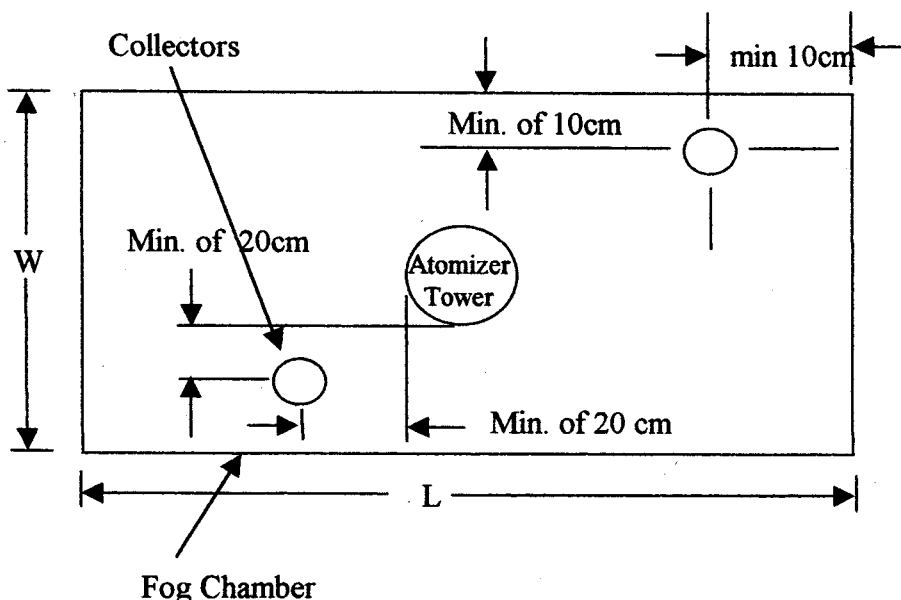 Collectors
min 10cm
Min. of 10cm
Min. of 20cm
W
Atomizer
Tower
Min. of 20 cm
L
Fog Chamber